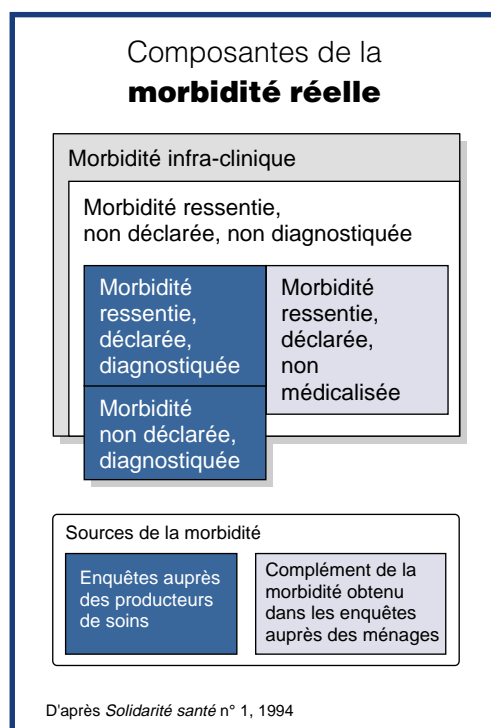 Composantes de la
morbidité réelle
Morbidité infra-clinique
Morbidité ressentie,
non déclarée, non diagnostiquée
Morbidité
ressentie,
déclarée,
diagnostiquée
Morbidité
ressentie,
déclarée,
non
médicalisée
Morbidité
non déclarée,
diagnostiquée
Sources de la morbidité
Enquêtes auprès
des producteurs
de soins
Complément de la
morbidité obtenu
dans les enquêtes
auprès des ménages
D'après Solidarité santé n° 1, 1994